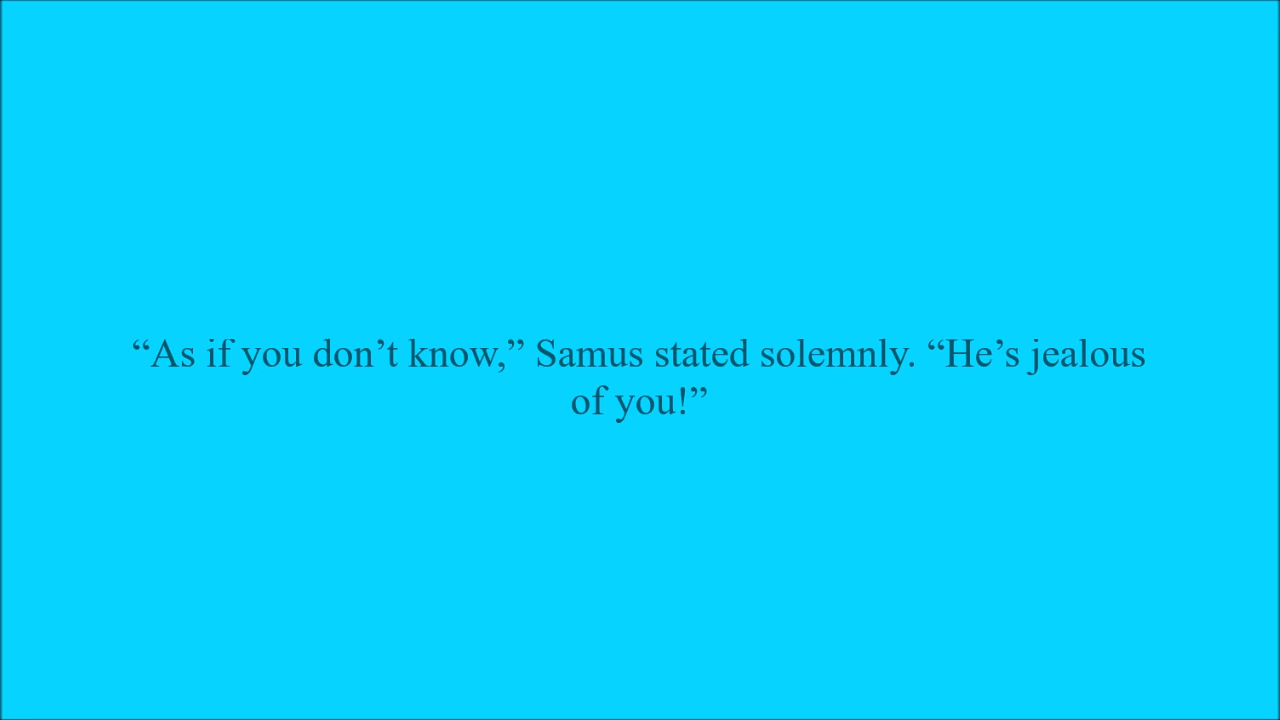 “As if you don’t know,” Samus stated solemnly. “He’s jealous
of you!”